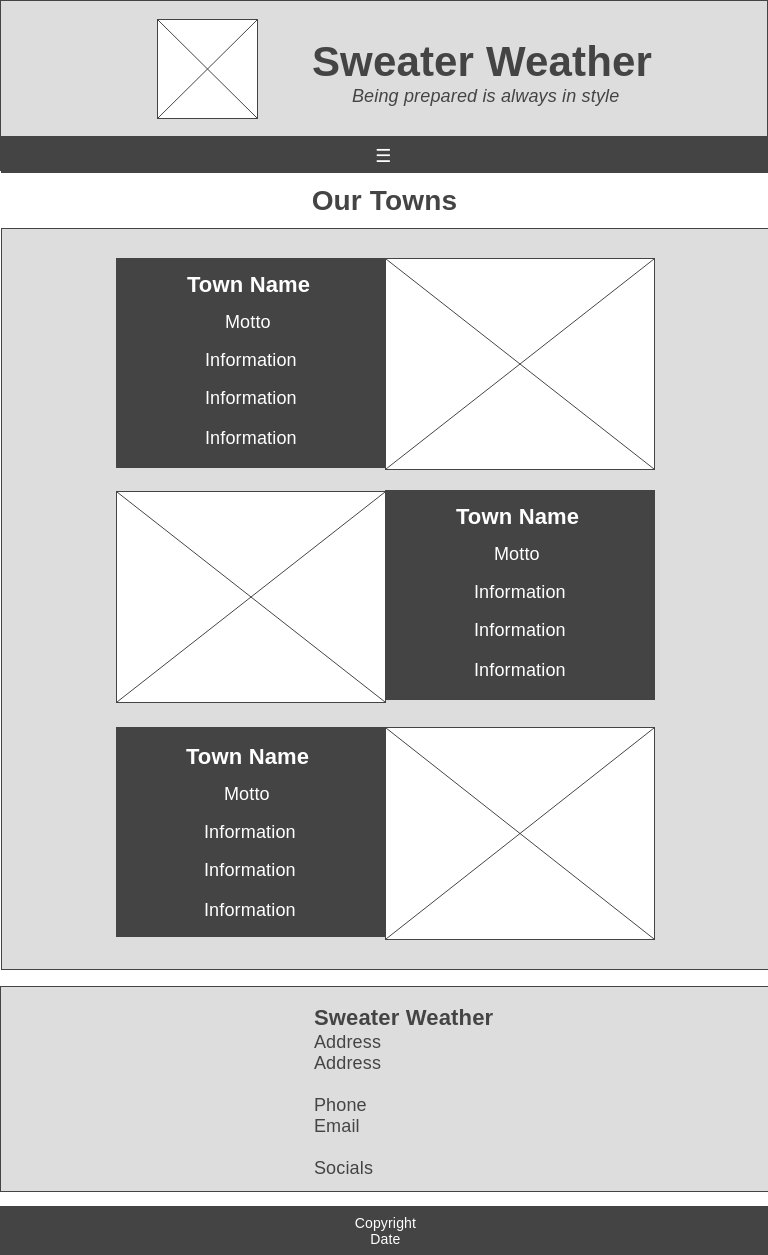 Sweater Weather
Being prepared is always in style
☰
Our Towns
Town Name
Motto
Information
Information
Information
Town Name
Motto
Information
Information
Information
Town Name
Motto
Information
Information
Information
Sweater Weather
Address
Address
Phone
Email
Socials
Copyright
Date